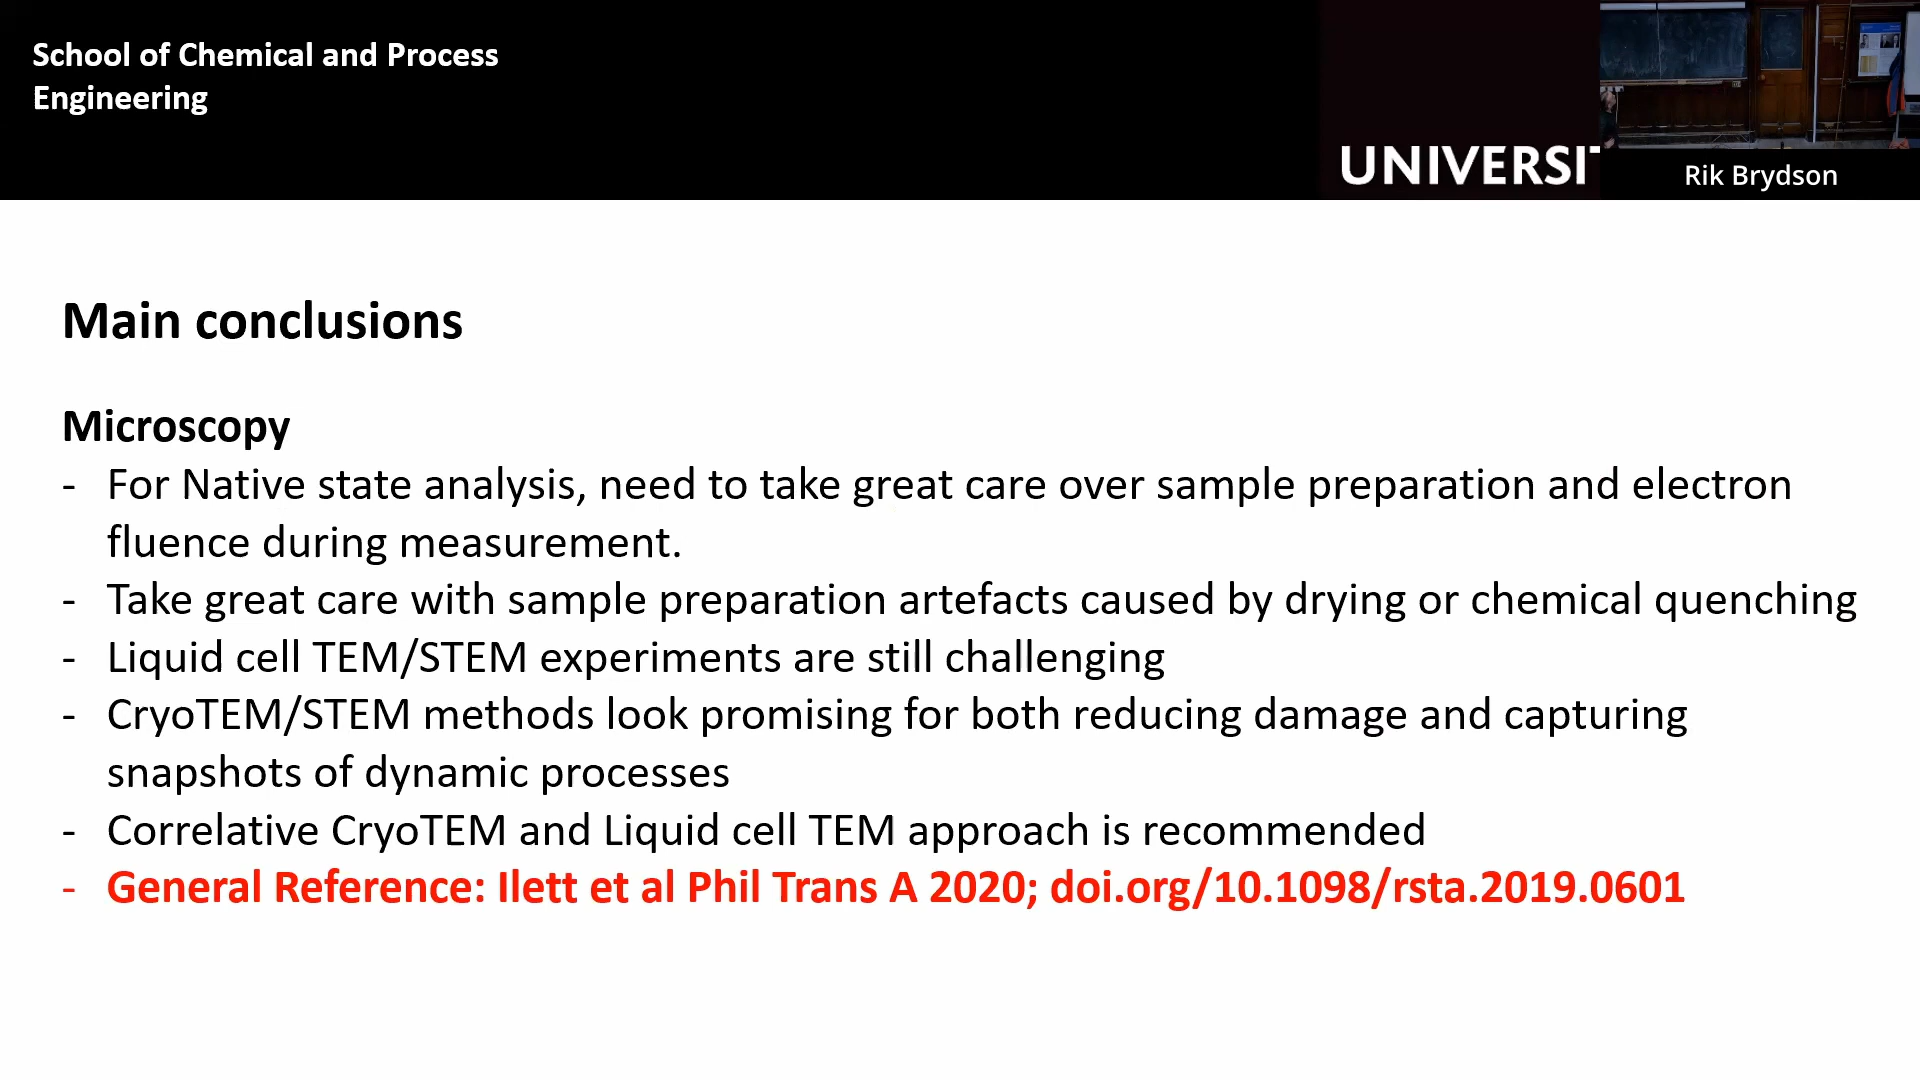 School of Chemical and Process
Engineering
UNIVERSI
Rik Brydson
Main conclusions
Microscopy
- For Native state analysis, need to take great care over sample preparation and electron
fluence during measurement.
- Take great care with sample preparation artefacts caused by drying or chemical quenching
- Liquid cell TEM/STEM experiments are still challenging
- CryoTEM/STEM methods look promising for both reducing damage and capturing
snapshots of dynamic processes
- Correlative CryoTEM and Liquid cell TEM approach is recommended
- General Reference: Ilett et al Phil Trans A 2020; doi.org/10.1098/rsta.2019.0601